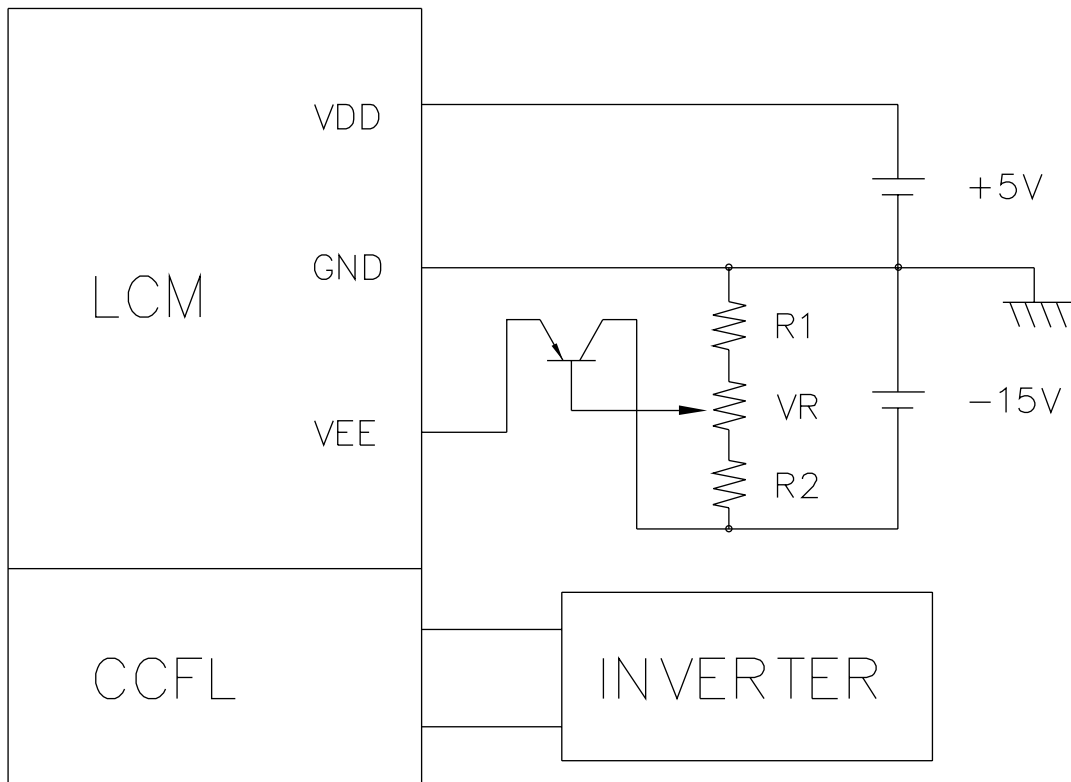 VDD
+5V
LCM
GND
R1
VR
-15V
VEE
R2
CCFL
INVERTER